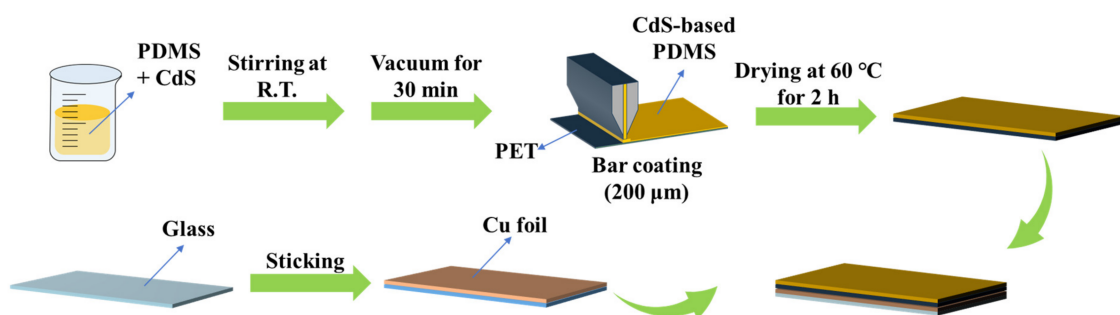 PDMS
+ CdS
Stirring at
R.T.
Vacuum for
30 min
CdS-based
PDMS
PET
Bar coating
(200 μm)
Drying at 60 °C
for 2 h
Glass
Sticking
Cu foil